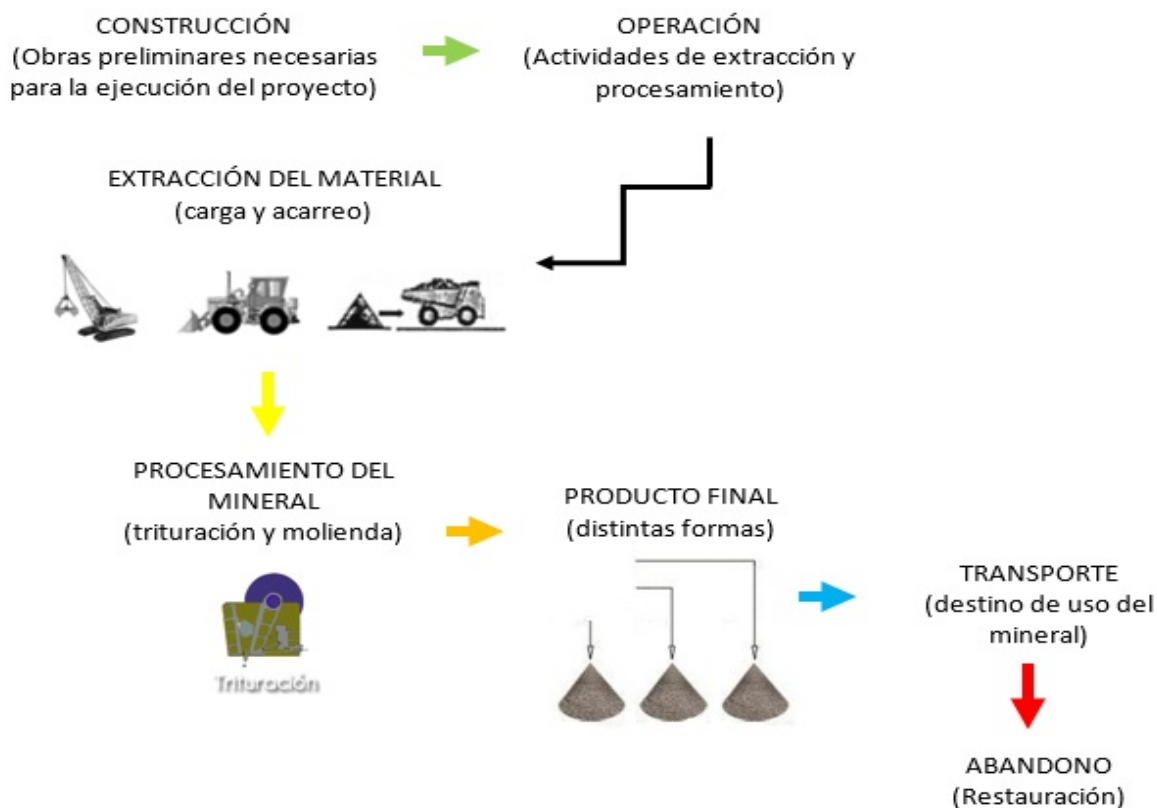 CONSTRUCCIÓN
(Obras preliminares necesarias
para la ejecución del proyecto)
OPERACIÓN
(Actividades de extracción y
procesamiento)
EXTRACCIÓN DEL MATERIAL
(carga y acarreo)
PROCESAMIENTO DEL
MINERAL
(trituración y molienda)
Trituración
PRODUCTO FINAL
(distintas formas)
TRANSPORTE
(destino de uso del
mineral)
ABANDONO
(Restauración)